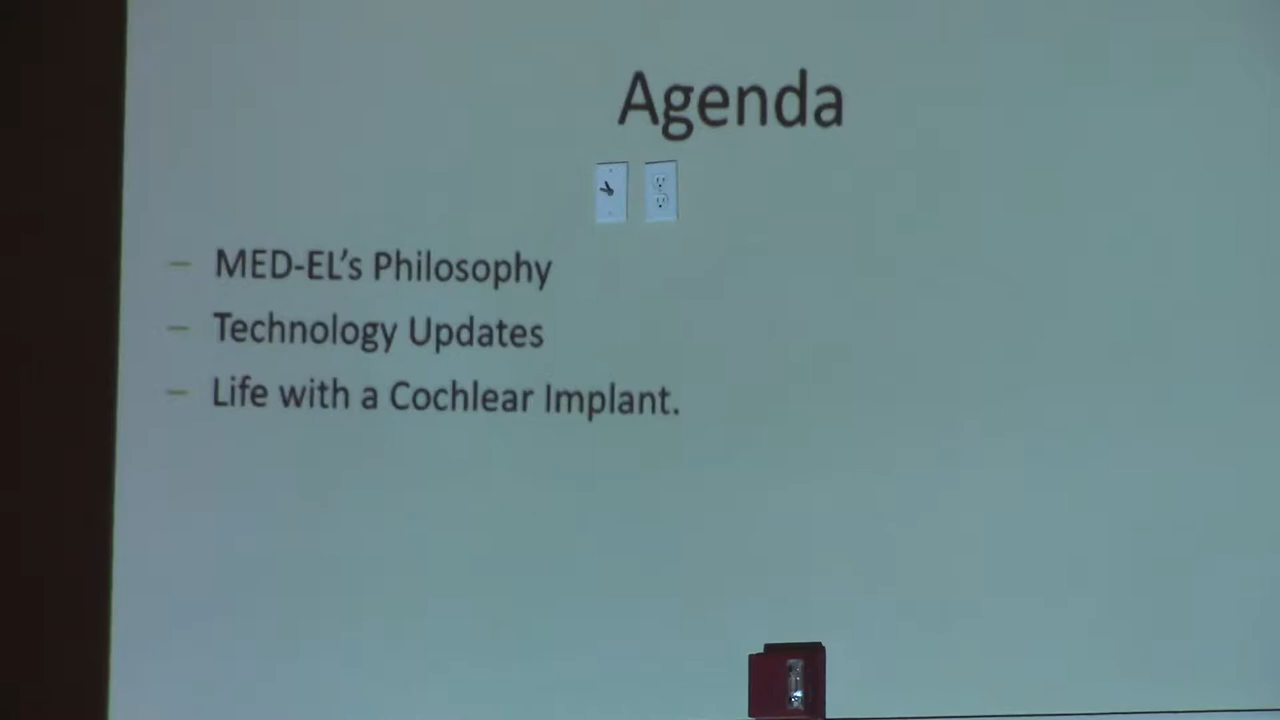 Agenda
– MED-EL's Philosophy
– Technology Updates
– Life with a Cochlear Implant.